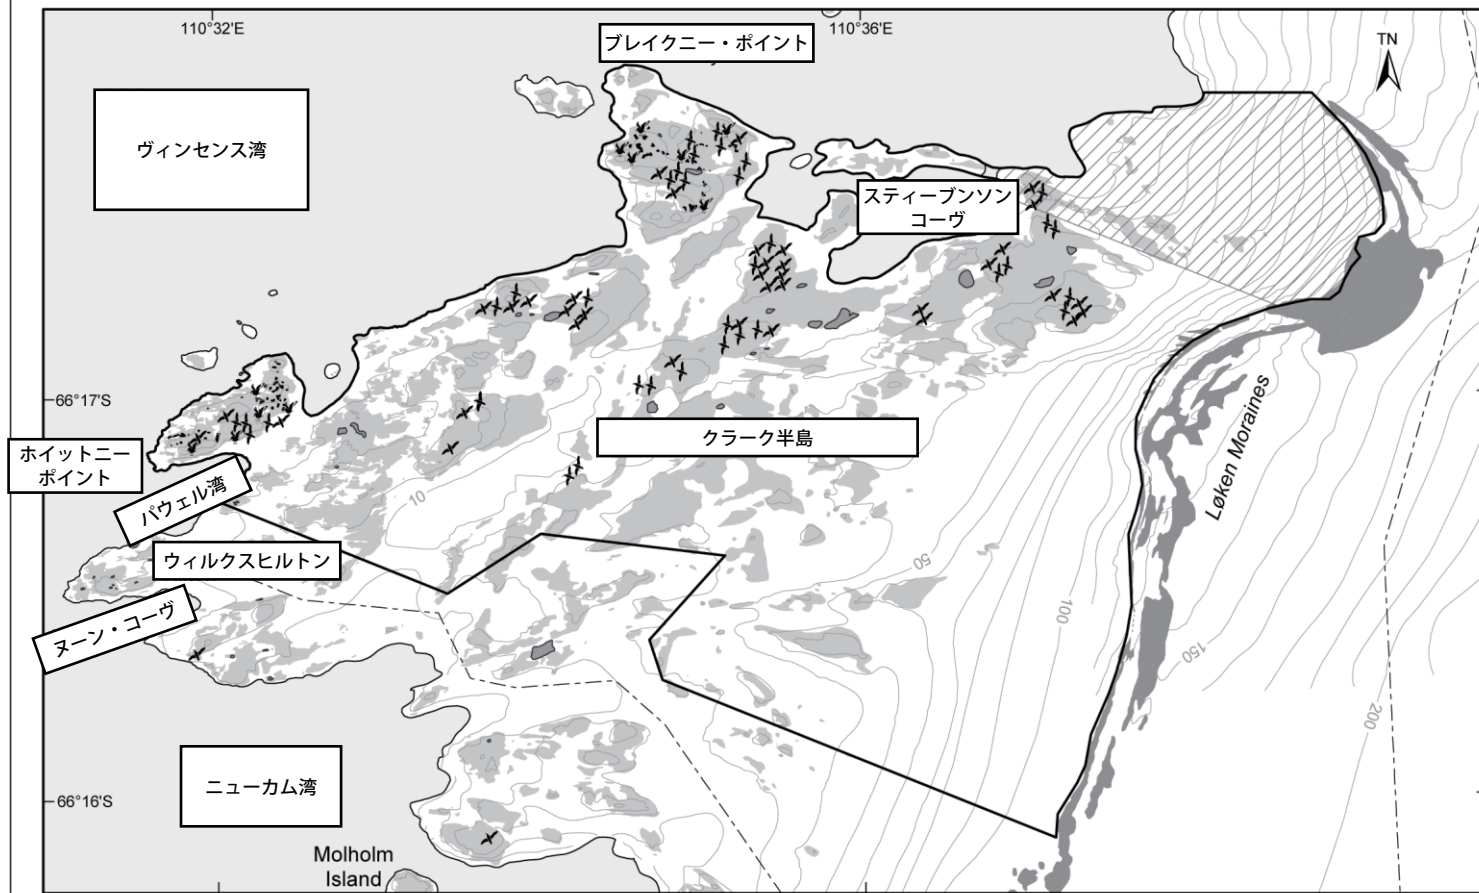 110°32'E
110°36'E
TN
ブレイクニー・ポイント
ヴィンセンス湾
スティーブンソン
コーヴ
66°17'S
ホイットニー
ポイント
クラーク半島
Løken Moraines
パウェル湾
10
ウィルクスヒルトン
50
100
ヌーン・コーヴ
150
200
ニューカム湾
66°16'S
Molholm
Island